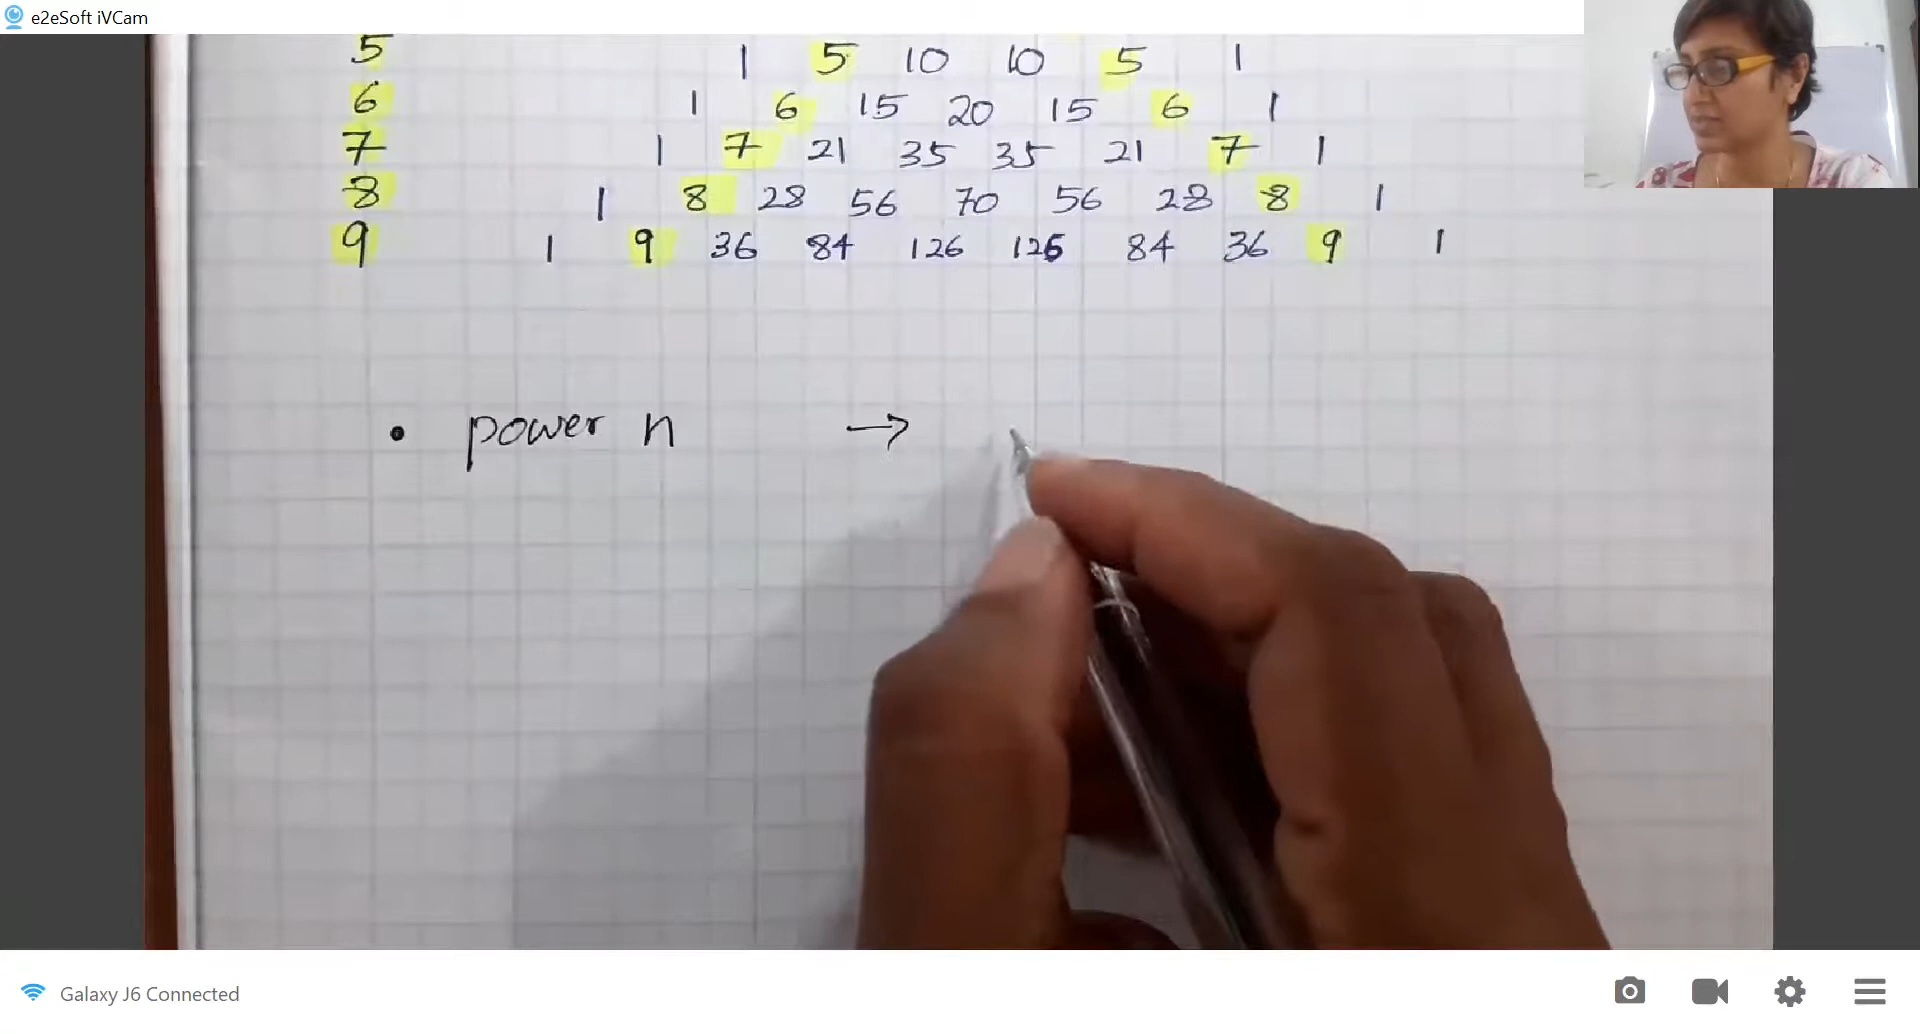 e2eSoft iVCam
5 1 5 10 10 5 1
6 1 6 15 20 15 6 1
7 1 7 21 35 35 21 7 1
8 1 8 28 56 70 56 28 8 1
9 1 9 36 84 126 126 84 36 9 1
• power n →
Galaxy J6 Connected